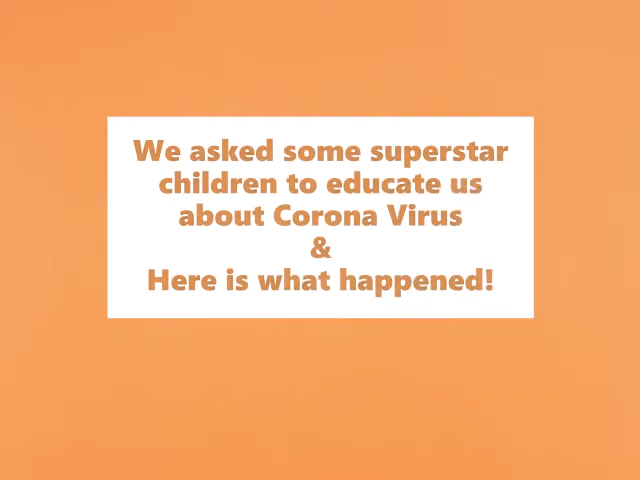 We asked some superstar
children to educate us
about Corona Virus
&
Here is what happened!